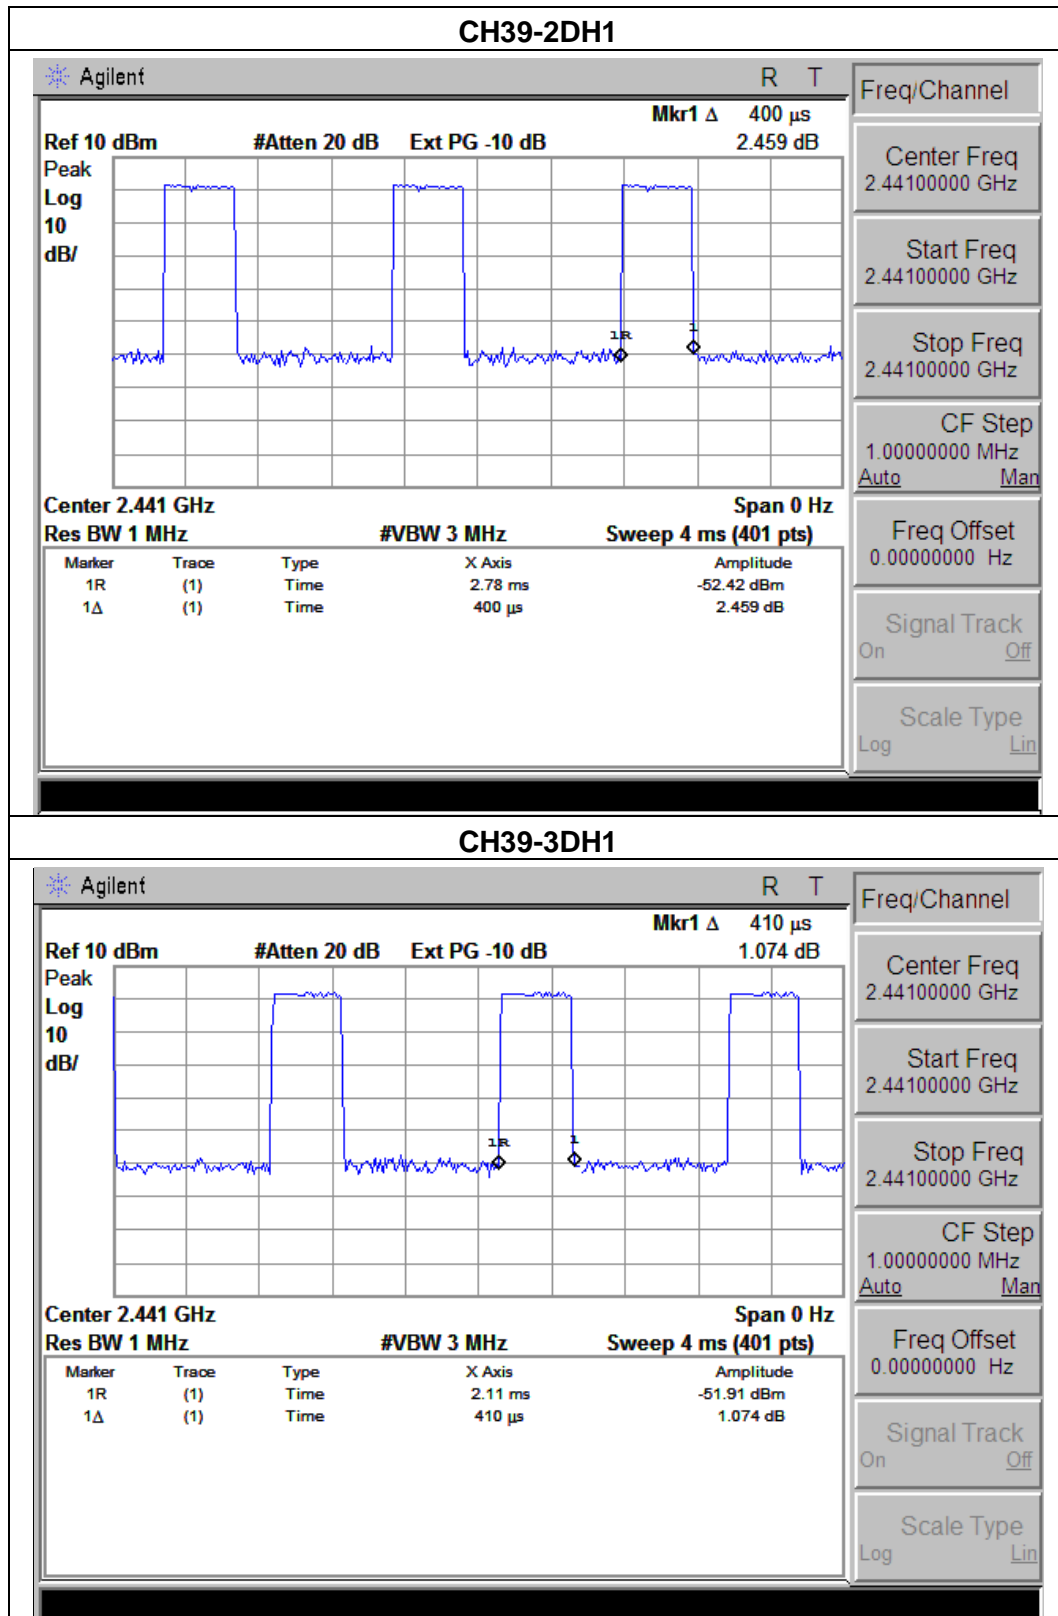 CH39-2DH1
Agilent R T
Freq/Channel
Mkr1 Δ 400 µs
Ref 10 dBm #Atten 20 dB Ext PG -10 dB 2.459 dB
Peak
Log
10
dB/
1R 1
Center Freq
2.44100000 GHz
Start Freq
2.44100000 GHz
Stop Freq
2.44100000 GHz
CF Step
1.00000000 MHz
Auto Man
Freq Offset
0.00000000 Hz
Signal Track
On Off
Scale Type
Log Lin
Center 2.441 GHz Span 0 Hz
Res BW 1 MHz #VBW 3 MHz Sweep 4 ms (401 pts)
Marker Trace Type X Axis Amplitude
1R (1) Time 2.78 ms -52.42 dBm
1Δ (1) Time 400 µs 2.459 dB
CH39-3DH1
Agilent R T
Freq/Channel
Mkr1 Δ 410 µs
Ref 10 dBm #Atten 20 dB Ext PG -10 dB 1.074 dB
Peak
Log
10
dB/
1R 1
Center Freq
2.44100000 GHz
Start Freq
2.44100000 GHz
Stop Freq
2.44100000 GHz
CF Step
1.00000000 MHz
Auto Man
Freq Offset
0.00000000 Hz
Signal Track
On Off
Scale Type
Log Lin
Center 2.441 GHz Span 0 Hz
Res BW 1 MHz #VBW 3 MHz Sweep 4 ms (401 pts)
Marker Trace Type X Axis Amplitude
1R (1) Time 2.11 ms -51.91 dBm
1Δ (1) Time 410 µs 1.074 dB